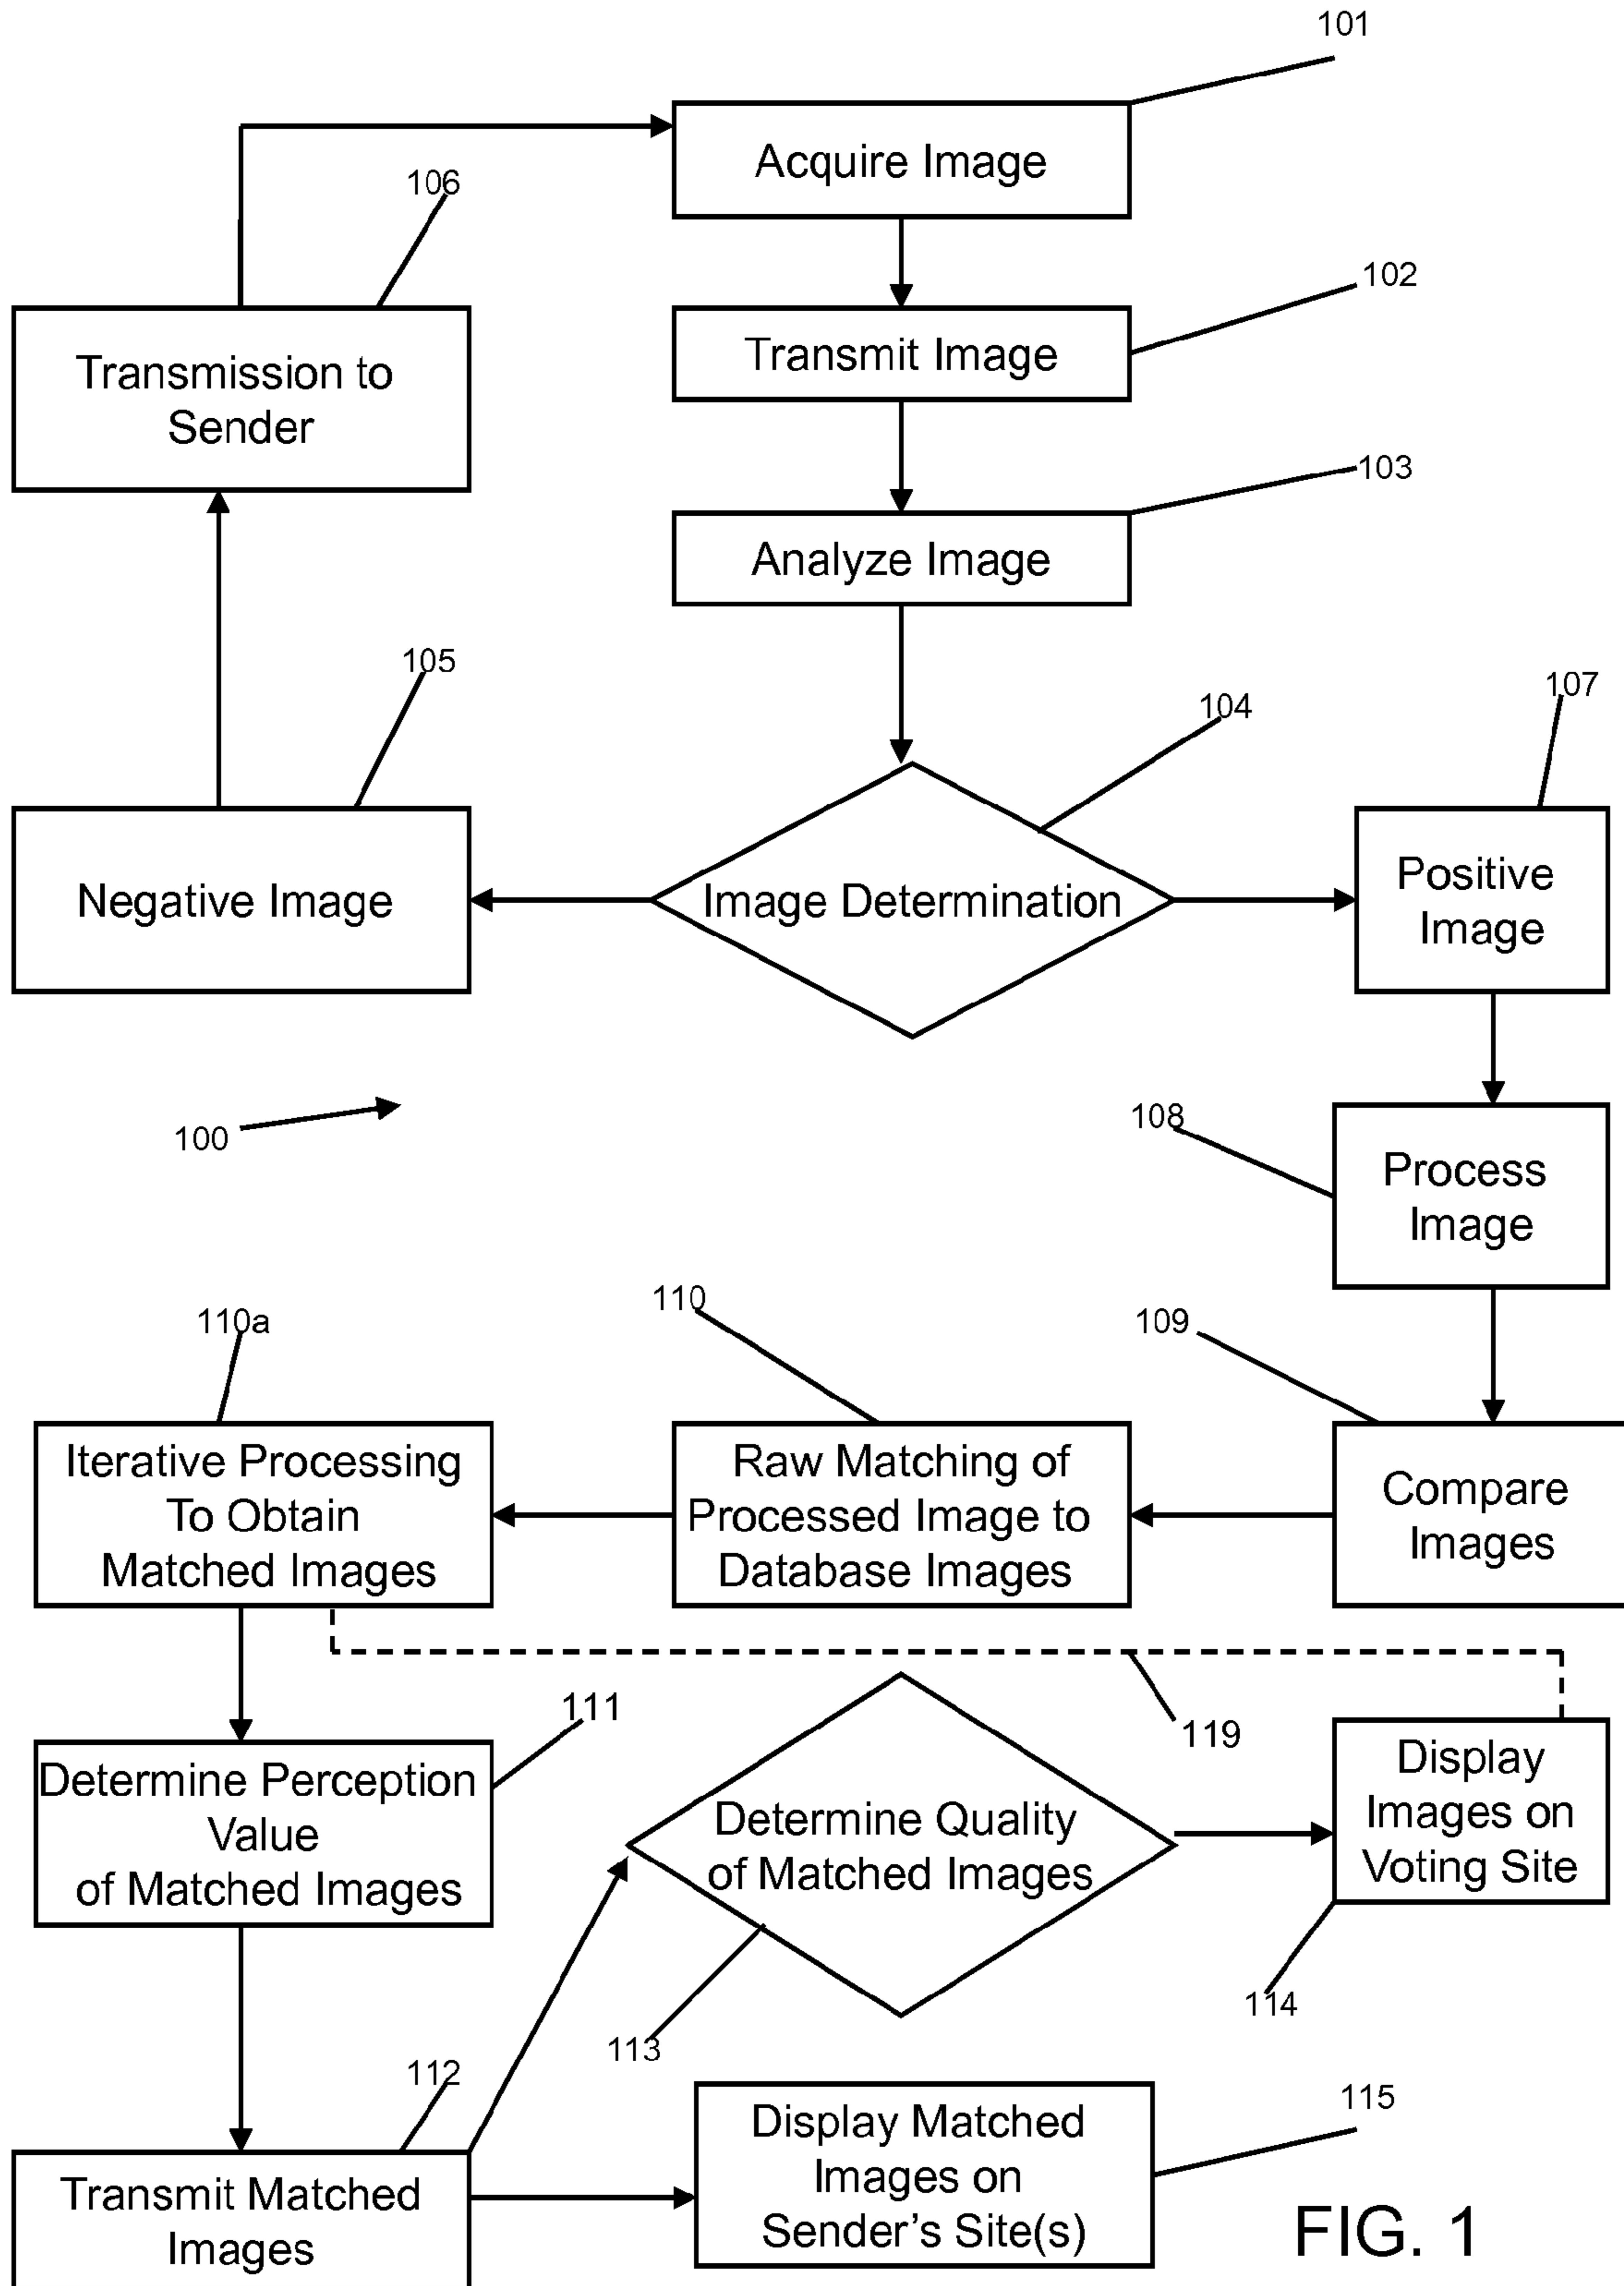 101
Acquire Image
106
102
Transmit Image
Transmission to
Sender
103
Analyze Image
105
107
104
Negative Image
Image Determination
Positive
Image
100
108
Process
Image
110
110a
109
Iterative Processing
To Obtain
Matched Images
Raw Matching of
Processed Image to
Database Images
Compare
Images
111
119
Determine Perception
Value
of Matched Images
Determine Quality
of Matched Images
Display
Images on
Voting Site
114
113
112
115
Transmit Matched
Images
Display Matched
Images on
Sender's Site(s)
FIG. 1